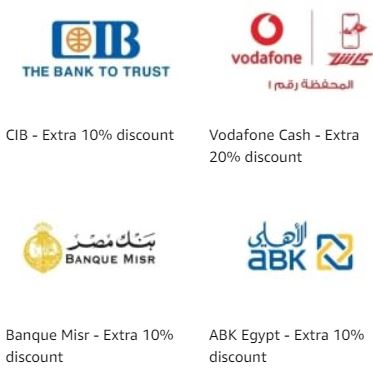 CIB
THE BANK TO TRUST
CIB - Extra 10% discount
vodafone
كاش
المحفظة رقم ١
Vodafone Cash - Extra
20% discount
بنك مصر
BANQUE MISR
Banque Misr - Extra 10%
discount
الأهلي
aBK
ABK Egypt - Extra 10%
discount